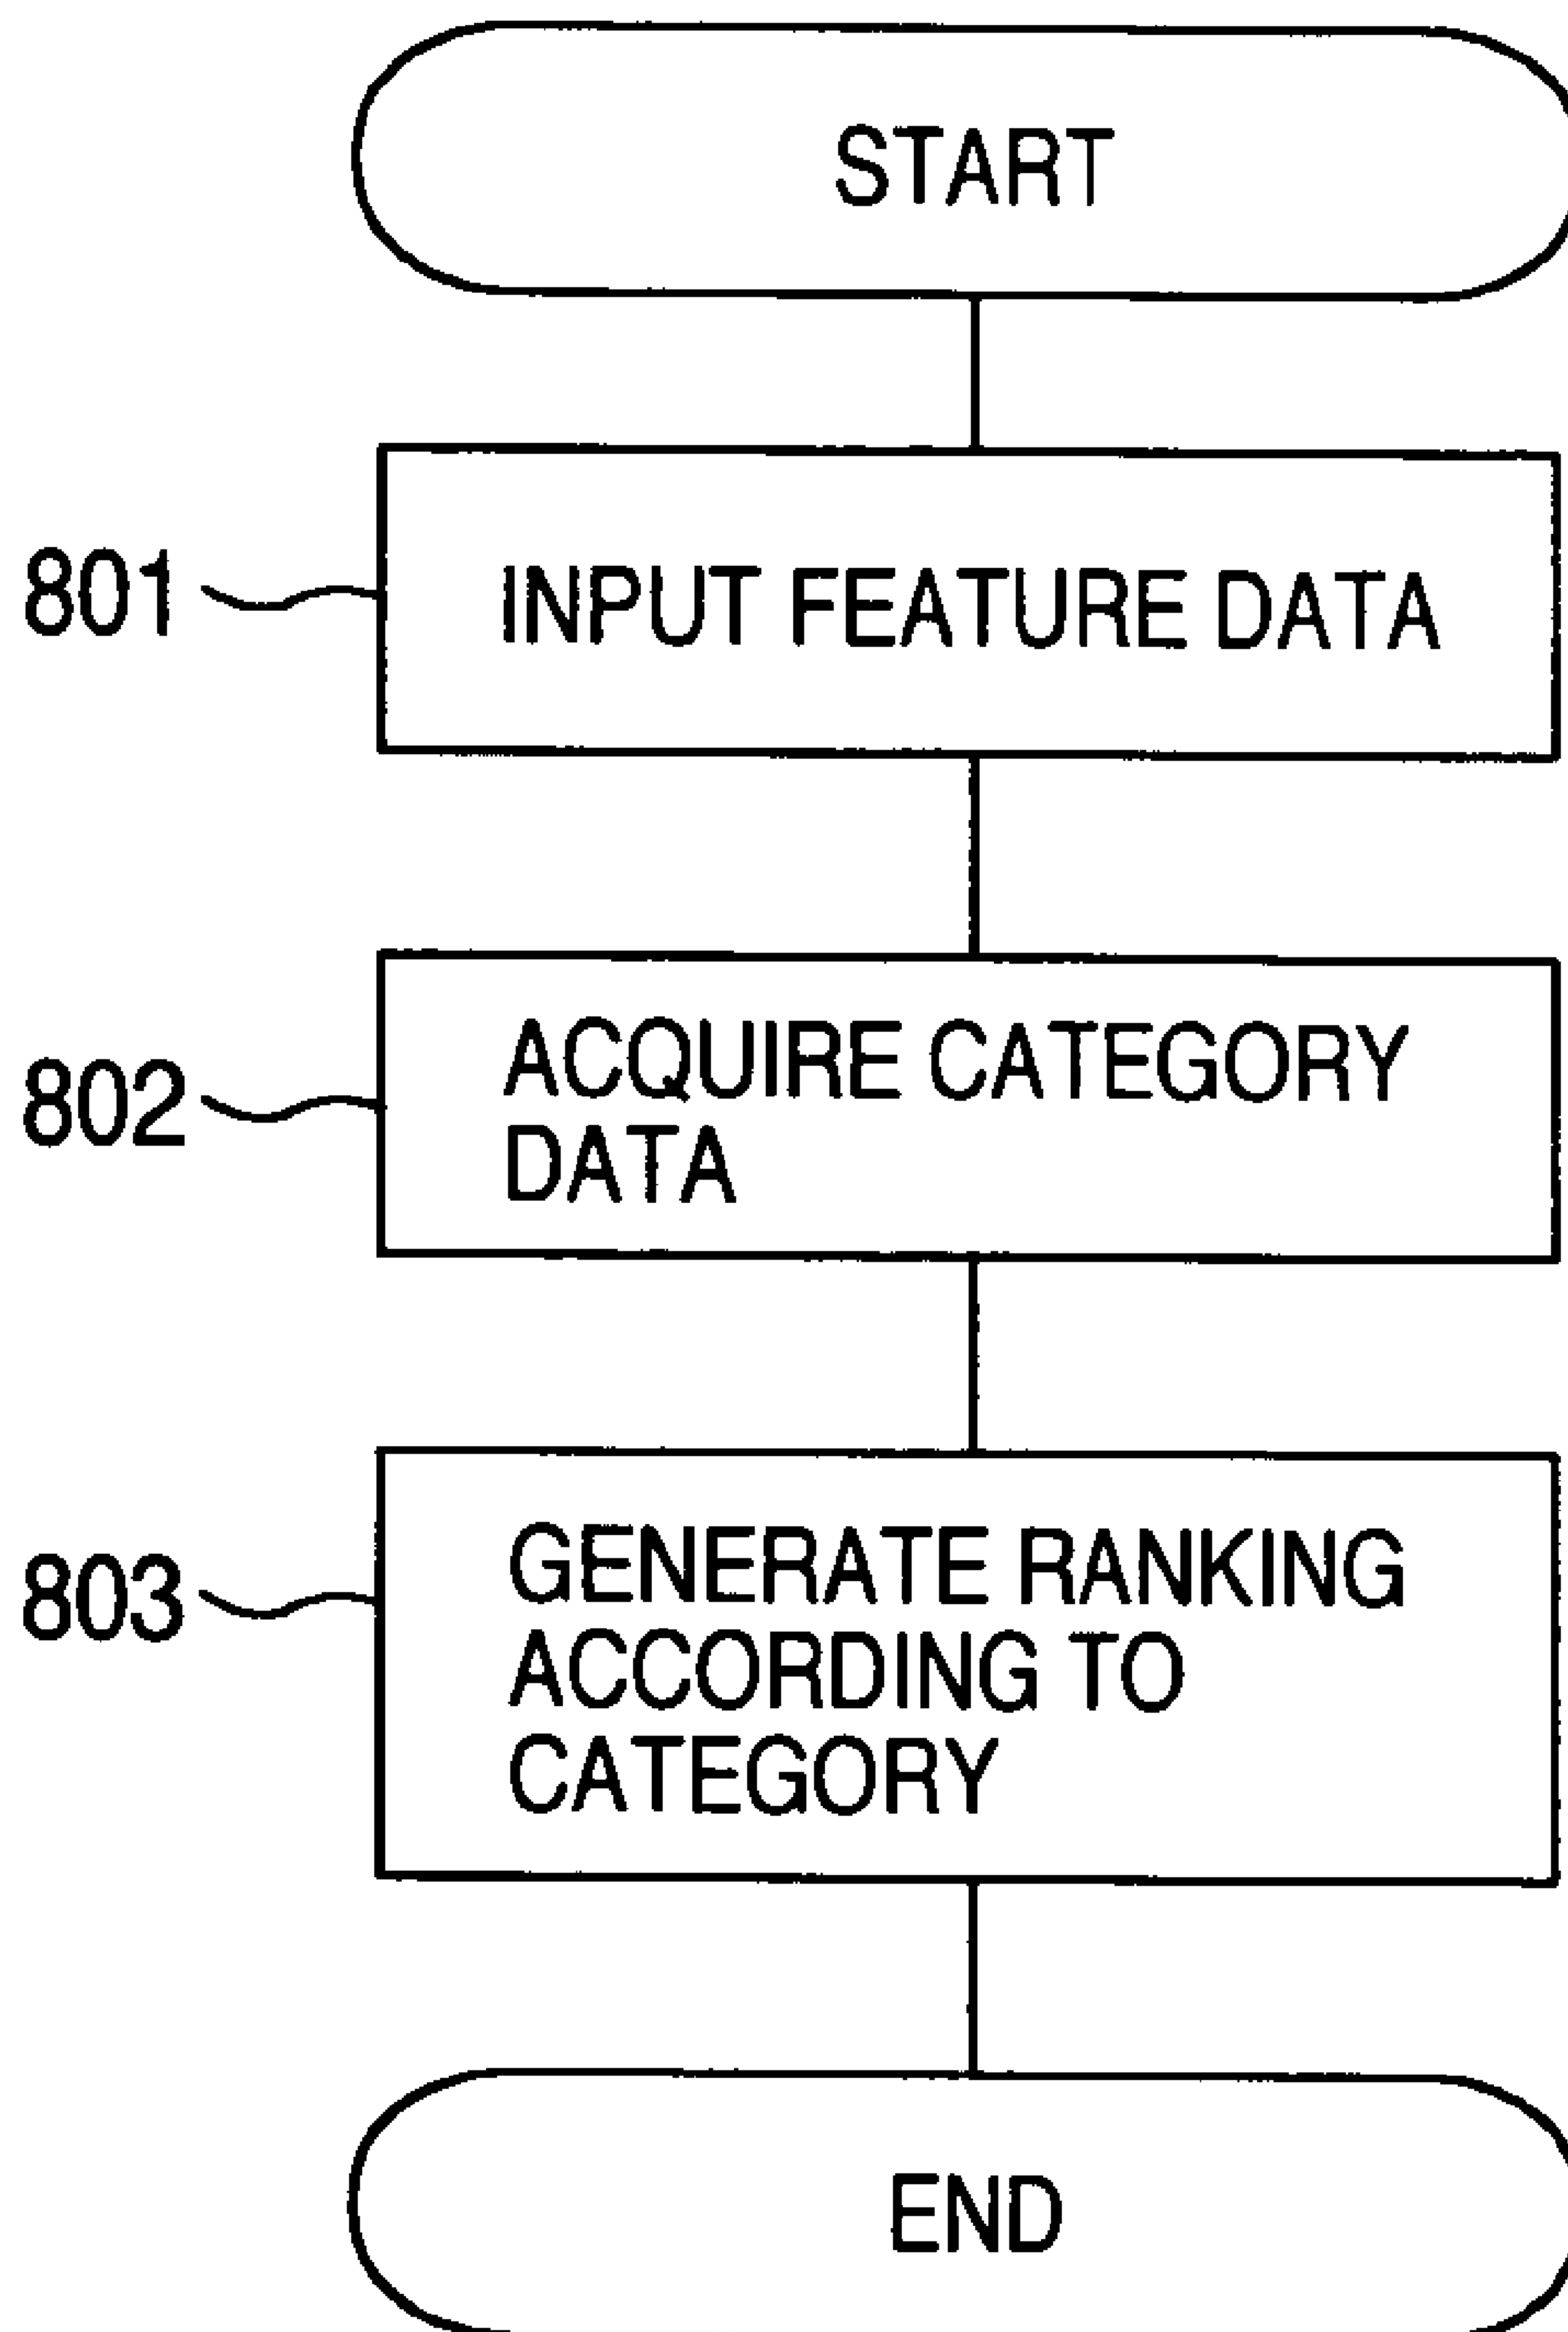 START
801
INPUT FEATURE DATA
802
ACQUIRE CATEGORY
DATA
803
GENERATE RANKING
ACCORDING TO
CATEGORY
END